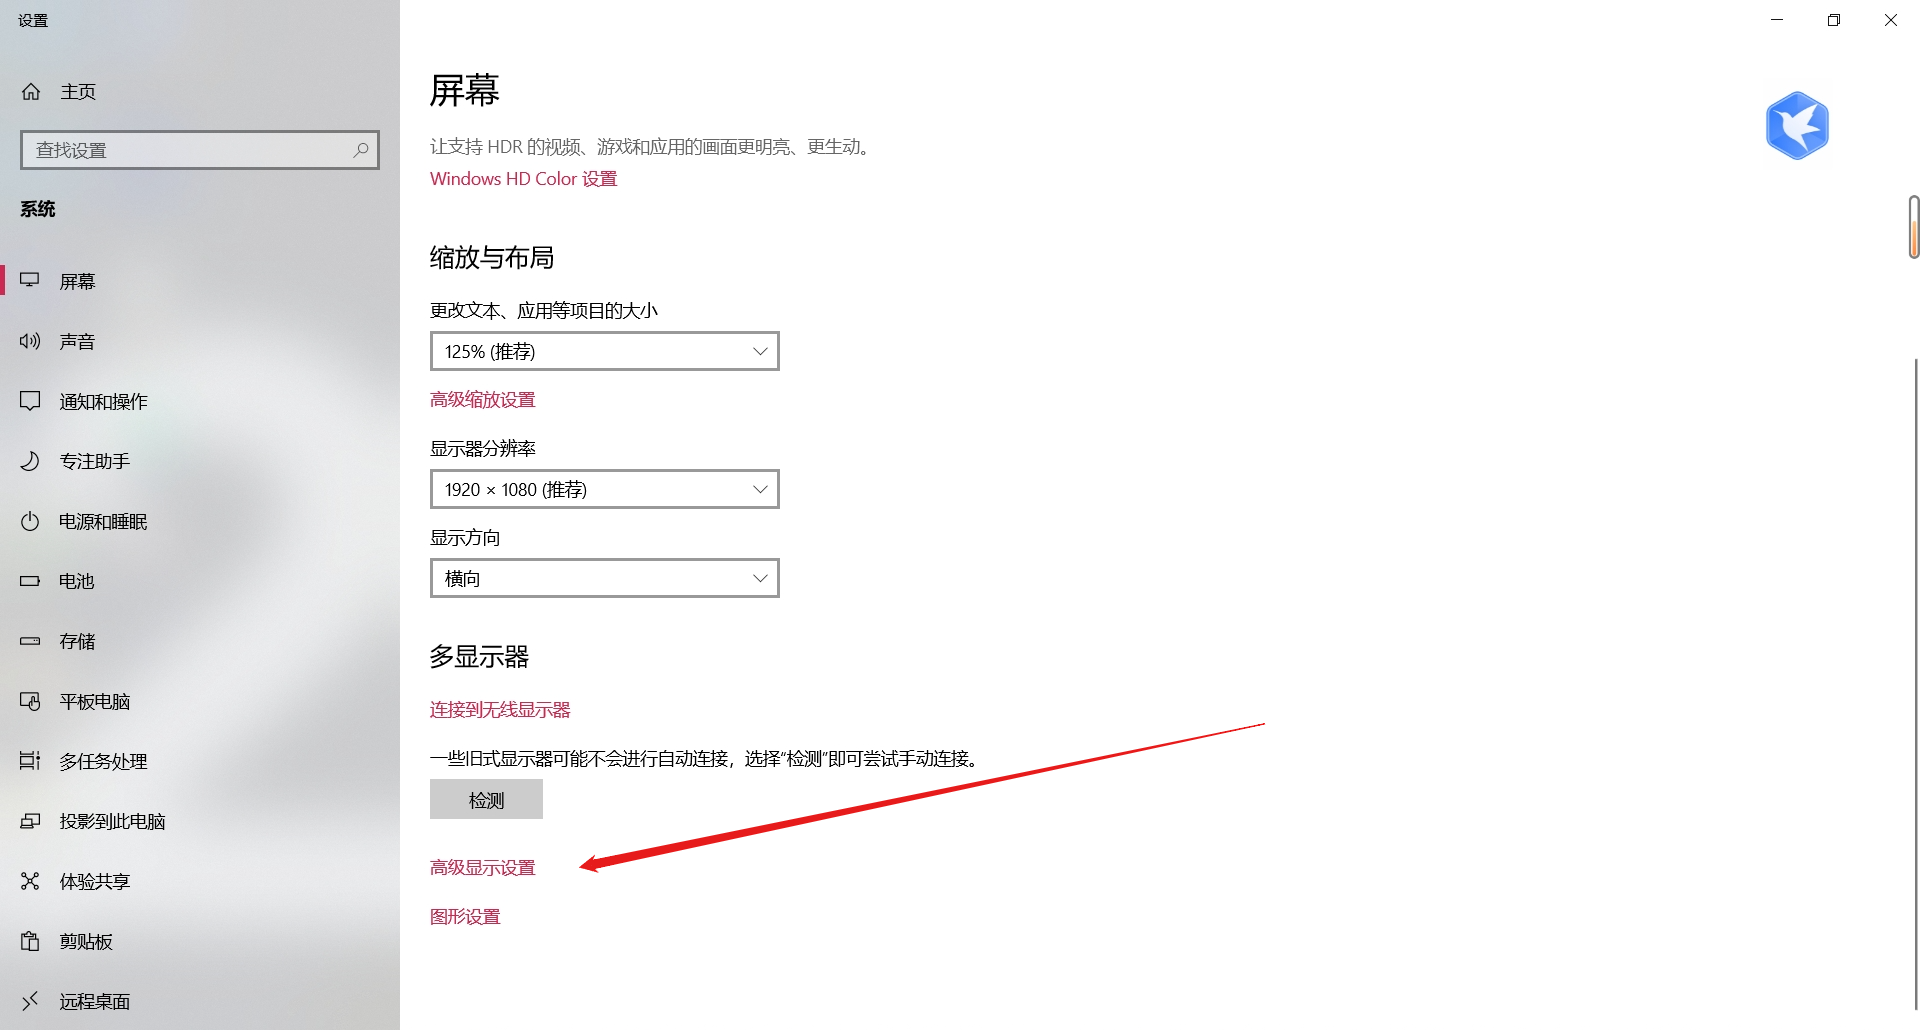 设置
主页
查找设置
系统
屏幕
声音
通知和操作
专注助手
电源和睡眠
电池
存储
平板电脑
多任务处理
投影到此电脑
体验共享
剪贴板
远程桌面
屏幕
让支持 HDR 的视频、游戏和应用的画面更明亮、更生动。
Windows HD Color 设置
缩放与布局
更改文本、应用等项目的大小
125% (推荐)
高级缩放设置
显示器分辨率
1920 × 1080 (推荐)
显示方向
横向
多显示器
连接到无线显示器
一些旧式显示器可能不会进行自动连接，选择“检测”即可尝试手动连接。
检测
高级显示设置
图形设置